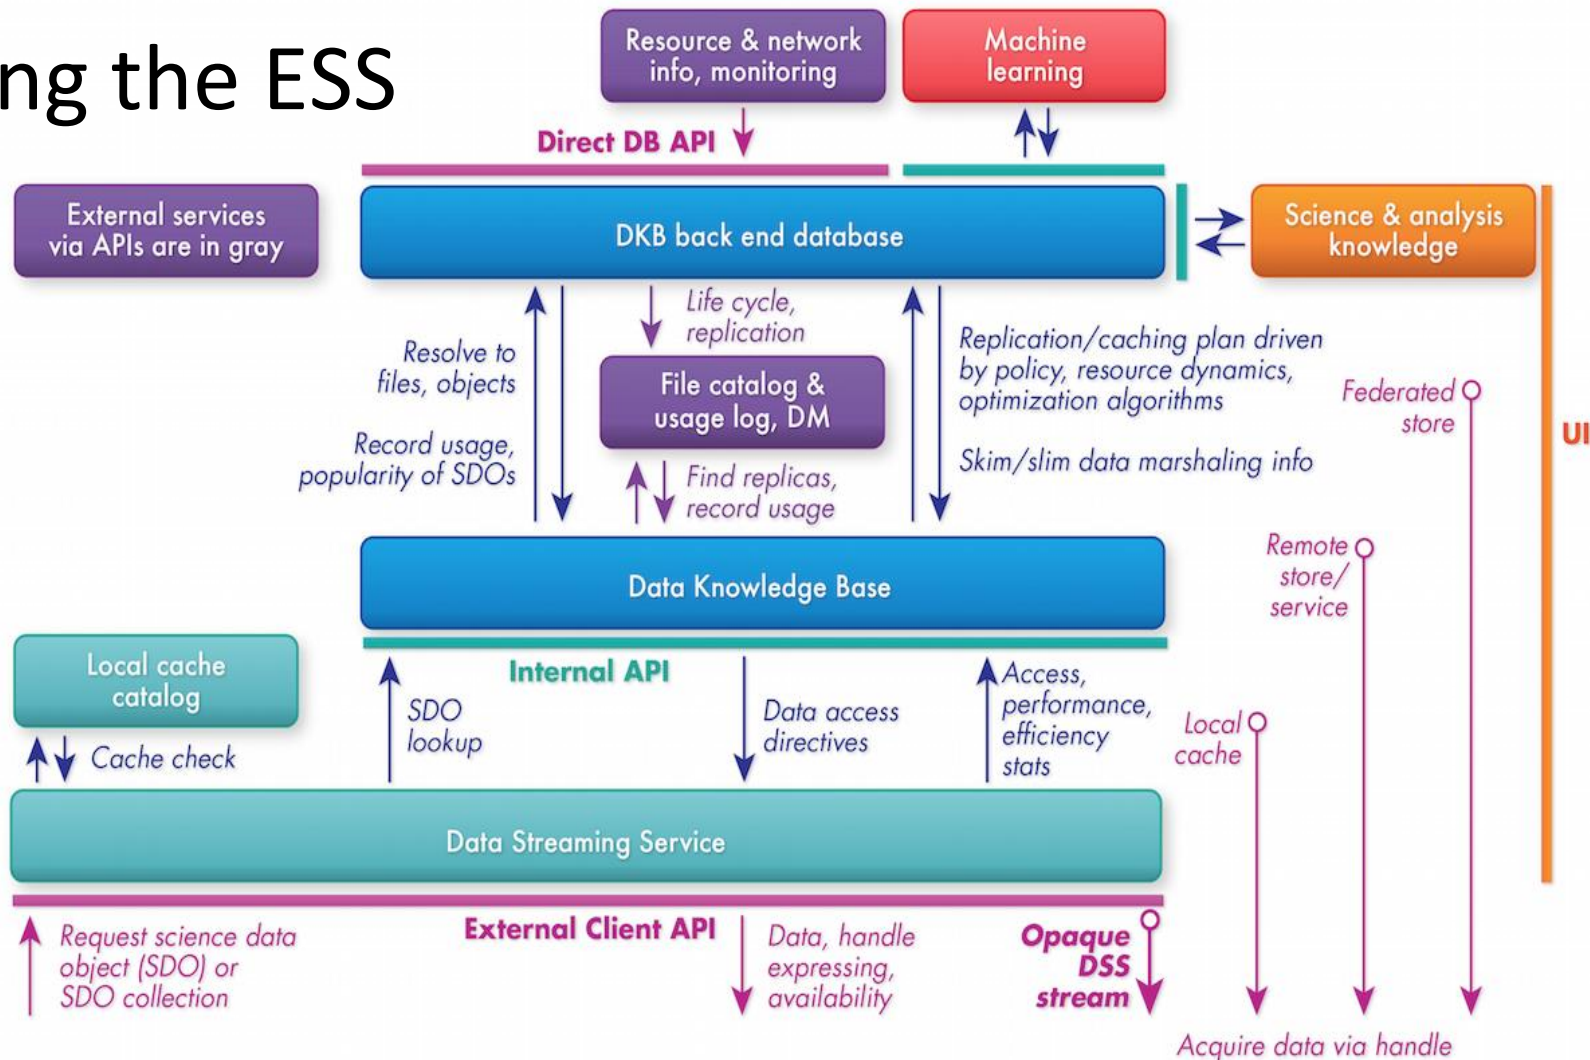 ng the ESS
Resource & network
info, monitoring
Machine
learning
Direct DB API
External services
via APIs are in gray
DKB back end database
Science & analysis
knowledge
Life cycle,
replication
Resolve to
files, objects
Replication/caching plan driven
by policy, resource dynamics,
optimization algorithms
File catalog &
usage log, DM
Federated
store
UI
Record usage,
popularity of SDOs
Skim/slim data marshaling info
Find replicas,
record usage
Remote
store/
service
Data Knowledge Base
Local cache
catalog
Internal API
SDO
lookup
Data access
directives
Access,
performance,
efficiency
stats
Local
cache
Cache check
Data Streaming Service
External Client API
Request science data
object (SDO) or
SDO collection
Data, handle
expressing,
availability
Opaque
DSS
stream
Acquire data via handle